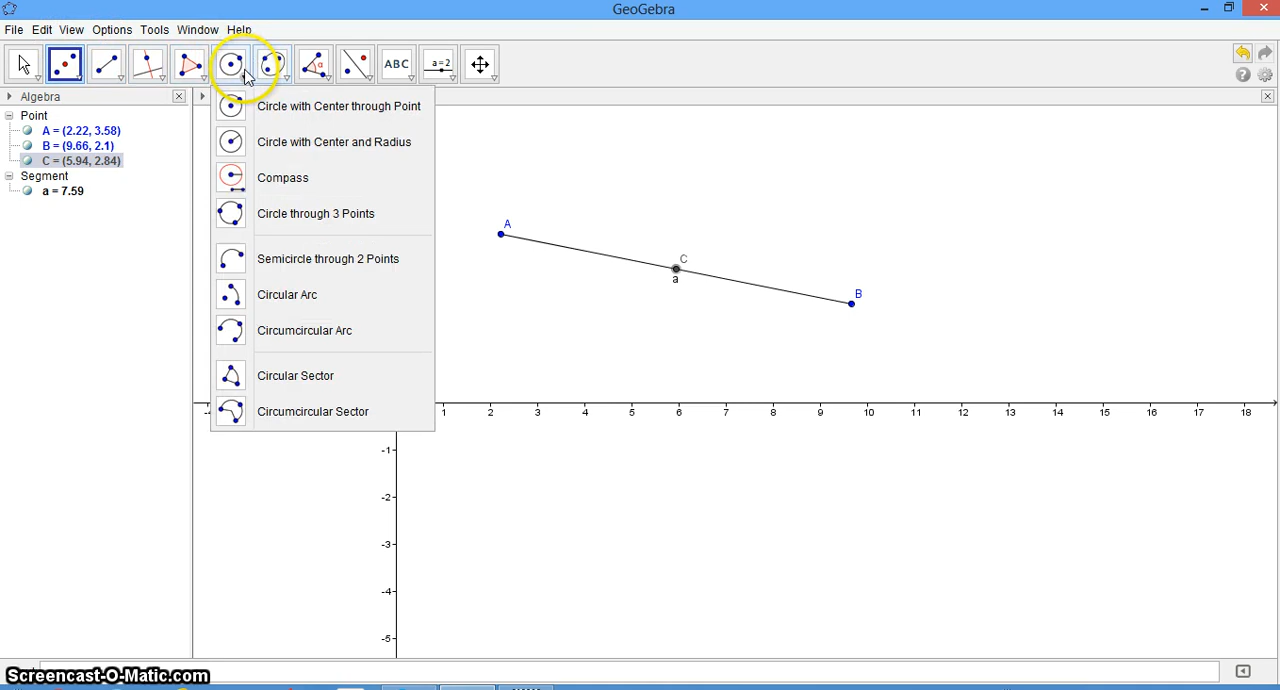 GeoGebra
File Edit View Options Tools Window Help
ABC
a=2
Algebra
Point
A = (2.22, 3.58)
B = (9.66, 2.1)
C = (5.94, 2.84)
Segment
a = 7.59
Circle with Center through Point
Circle with Center and Radius
Compass
Circle through 3 Points
Semicircle through 2 Points
Circular Arc
Circumcircular Arc
Circular Sector
Circumcircular Sector
A
C
a
B
1 2 3 4 5 6 7 8 9 10 11 12 13 14 15 16 17 18
-1
-2
-3
-4
-5
Screencast-O-Matic.com